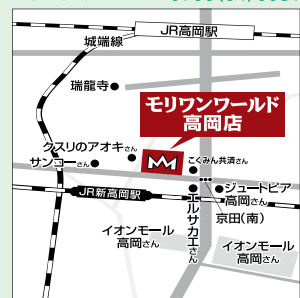 JR高岡駅
城端線
瑞龍寺
モリワンワールド
高岡店
クスリのアオキさん
サンコーさん
こくみん共済さん
JR新高岡駅
エルサカエさん
ジュートピア
高岡さん
京田(南)
イオンモール
高岡さん
イオンモール
高岡さん